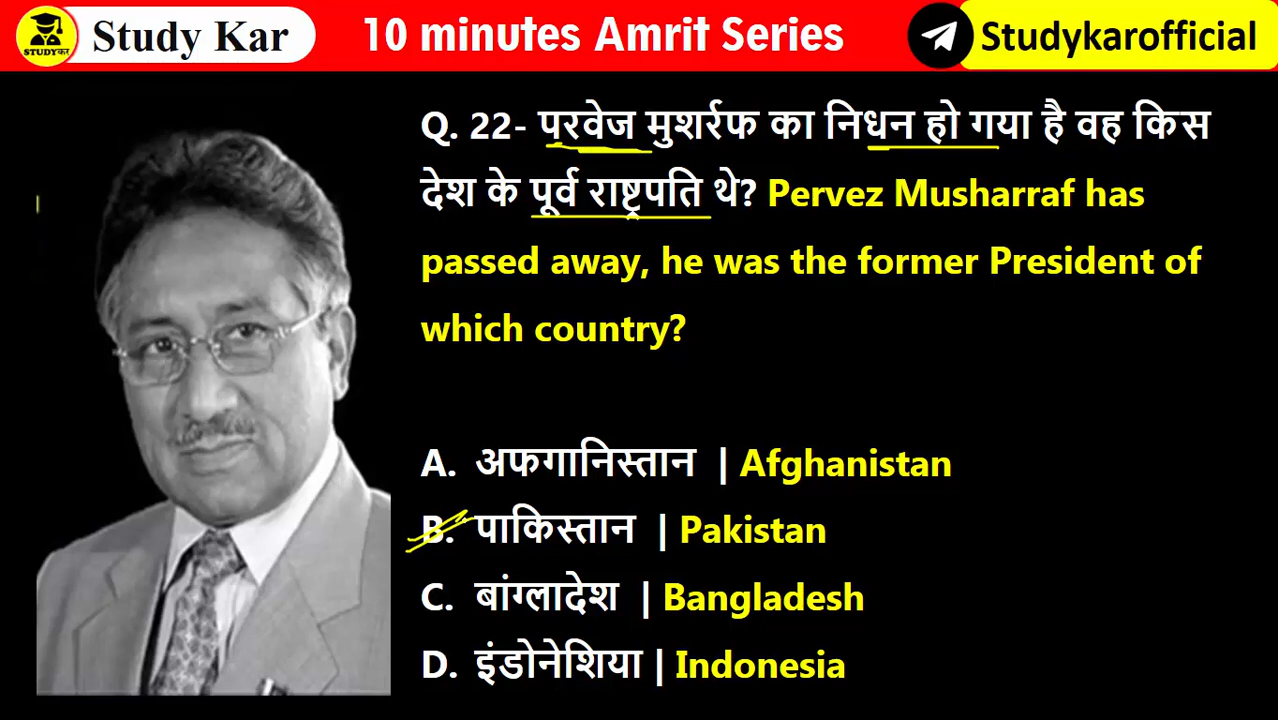 STUDYकर
Study Kar
10 minutes Amrit Series
Studykarofficial
Q. 22- परवेज मुशर्रफ का निधन हो गया है वह किस
देश के पूर्व राष्ट्रपति थे? Pervez Musharraf has
passed away, he was the former President of
which country?
A. अफगानिस्तान | Afghanistan
B. पाकिस्तान | Pakistan
C. बांग्लादेश | Bangladesh
D. इंडोनेशिया | Indonesia